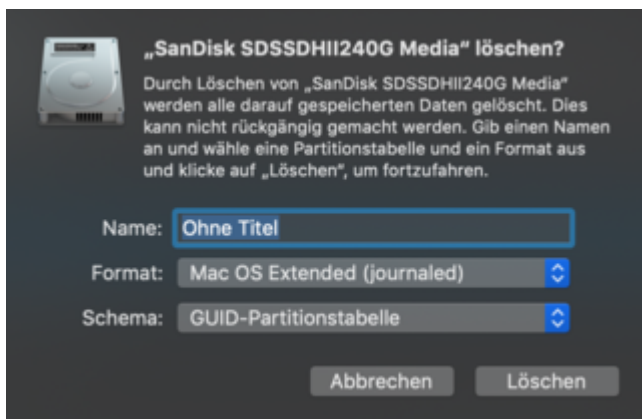 „SanDisk SDSSDHII240G Media“ löschen?
Durch Löschen von „SanDisk SDSSDHII240G Media“
werden alle darauf gespeicherten Daten gelöscht. Dies
kann nicht rückgängig gemacht werden. Gib einen Namen
an und wähle eine Partitionstabelle und ein Format aus
und klicke auf „Löschen“, um fortzufahren.
Name: Ohne Titel
Format: Mac OS Extended (journaled)
Schema: GUID-Partitionstabelle
Abbrechen Löschen